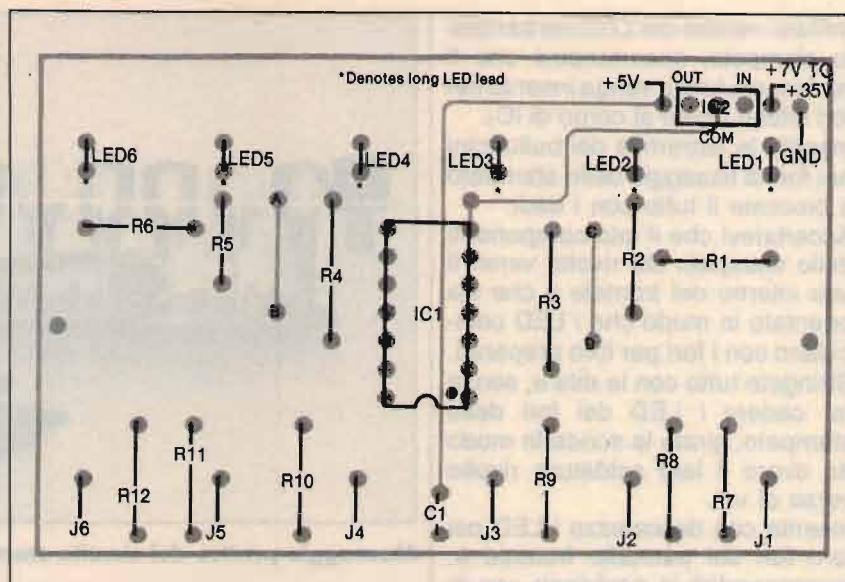 *Denotes long LED lead
+5V
OUT
IN
+7V TO
+35V
IC2
COM
GND
LED6
LED5
LED4
LED3
LED2
LED1
*
*
*
*
*
R6
R5
R4
R3
R2
R1
IC1
R12
R11
R10
R9
R8
R7
C1
J6
J5
J4
J3
J2
J1